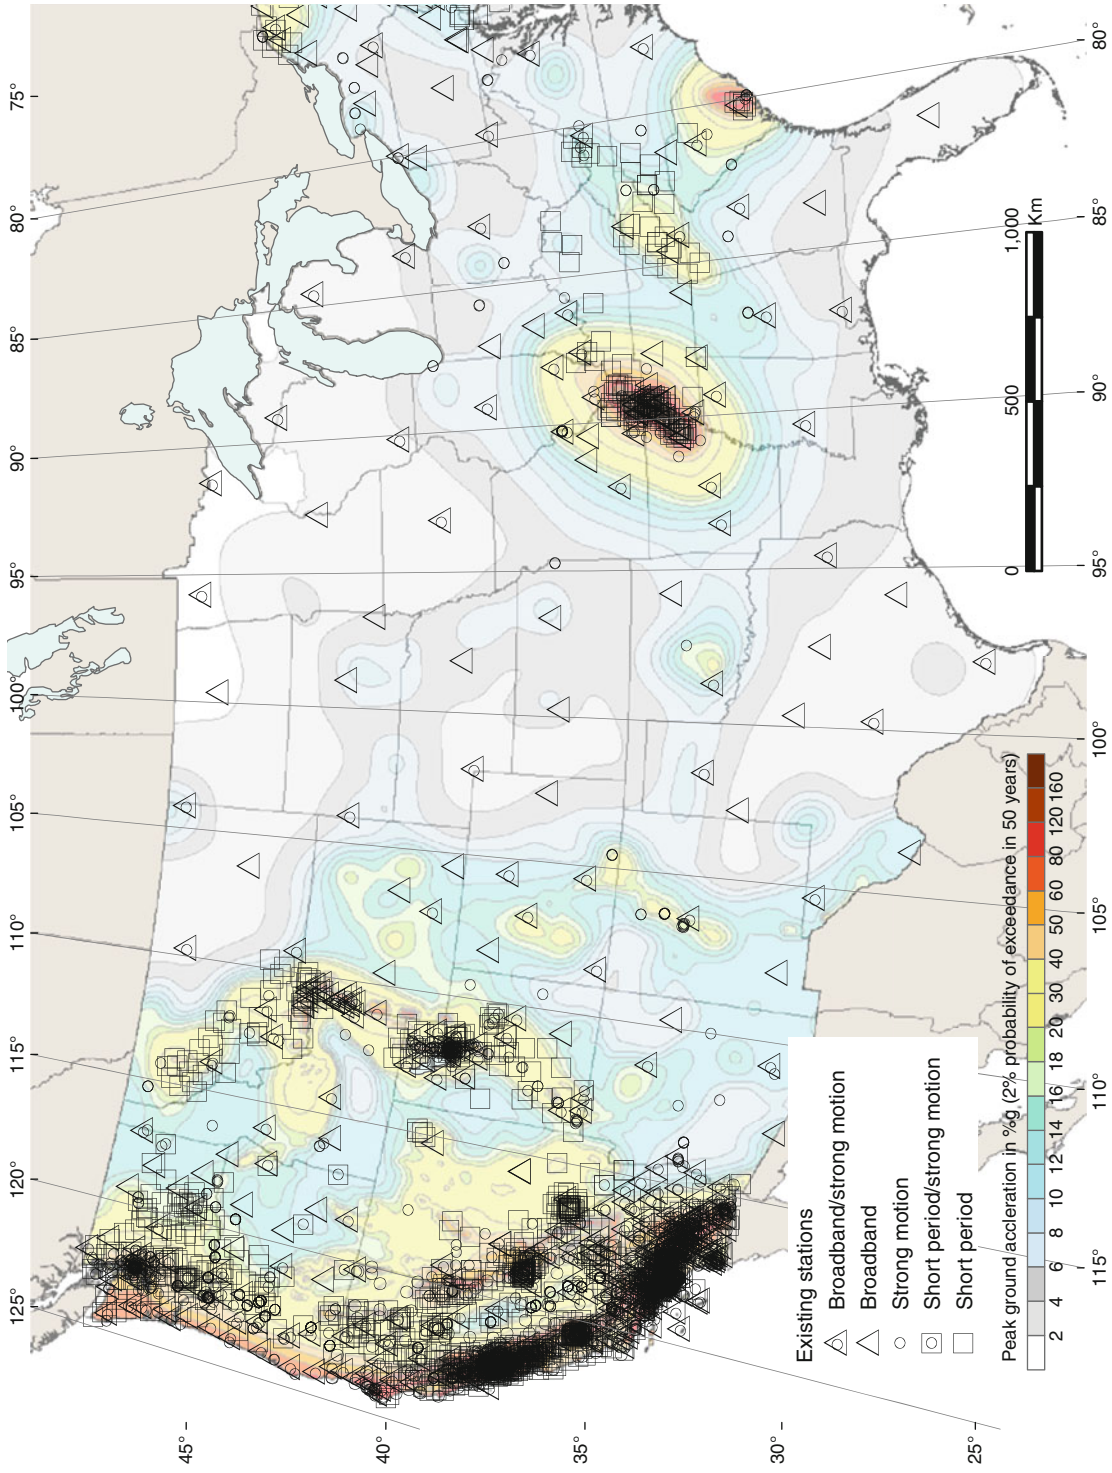 125°
120°
115°
110°
105°
100°
95°
90°
85°
80°
75°
45°
40°
35°
30°
25°
115°
110°
105°
100°
95°
90°
85°
80°
Existing stations
Broadband/strong motion
Broadband
Strong motion
Short period/strong motion
Short period
Peak ground accleration in %g (2% probability of exceedance in 50 years)
2 4 6 8 10 12 14 16 18 20 30 40 50 60 80 120 160
0 500 1,000
Km